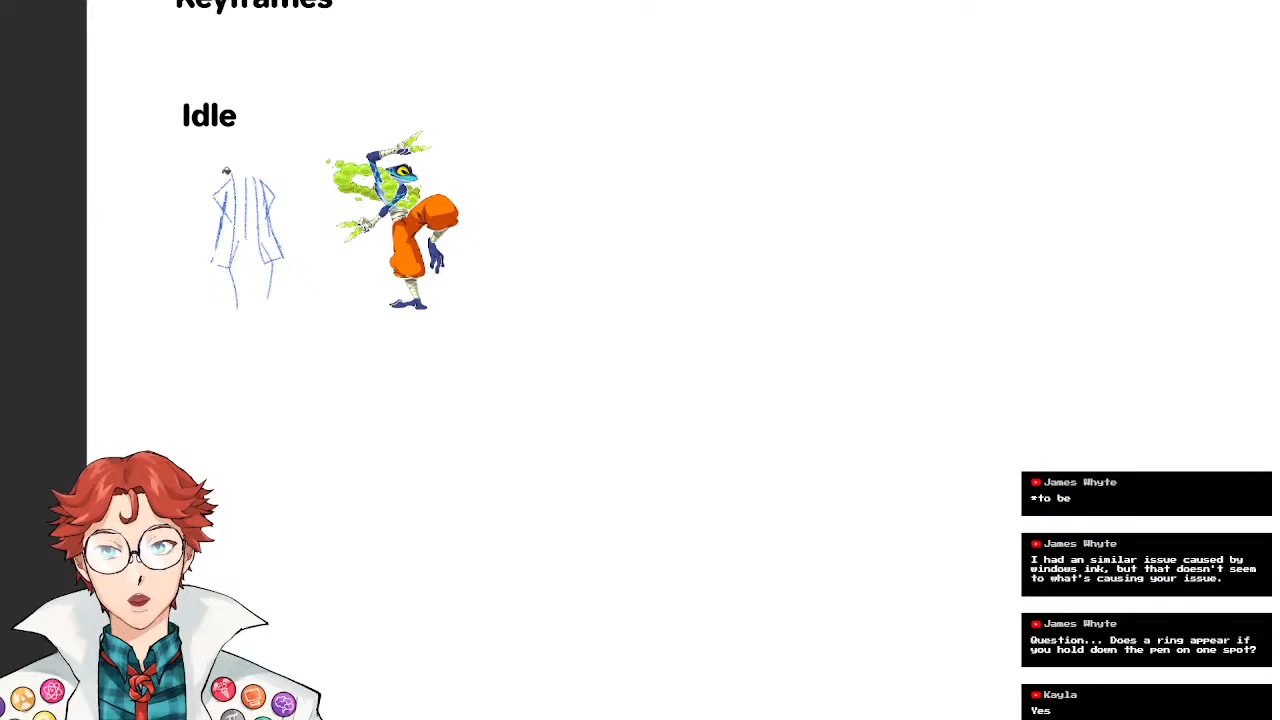 Keyframes
Idle
James Whyte
*to be
James Whyte
I had an similar issue caused by
windows ink, but that doesn't seem
to what's causing your issue.
James Whyte
Question... Does a ring appear if
you hold down the pen on one spot?
Kayla
Yes